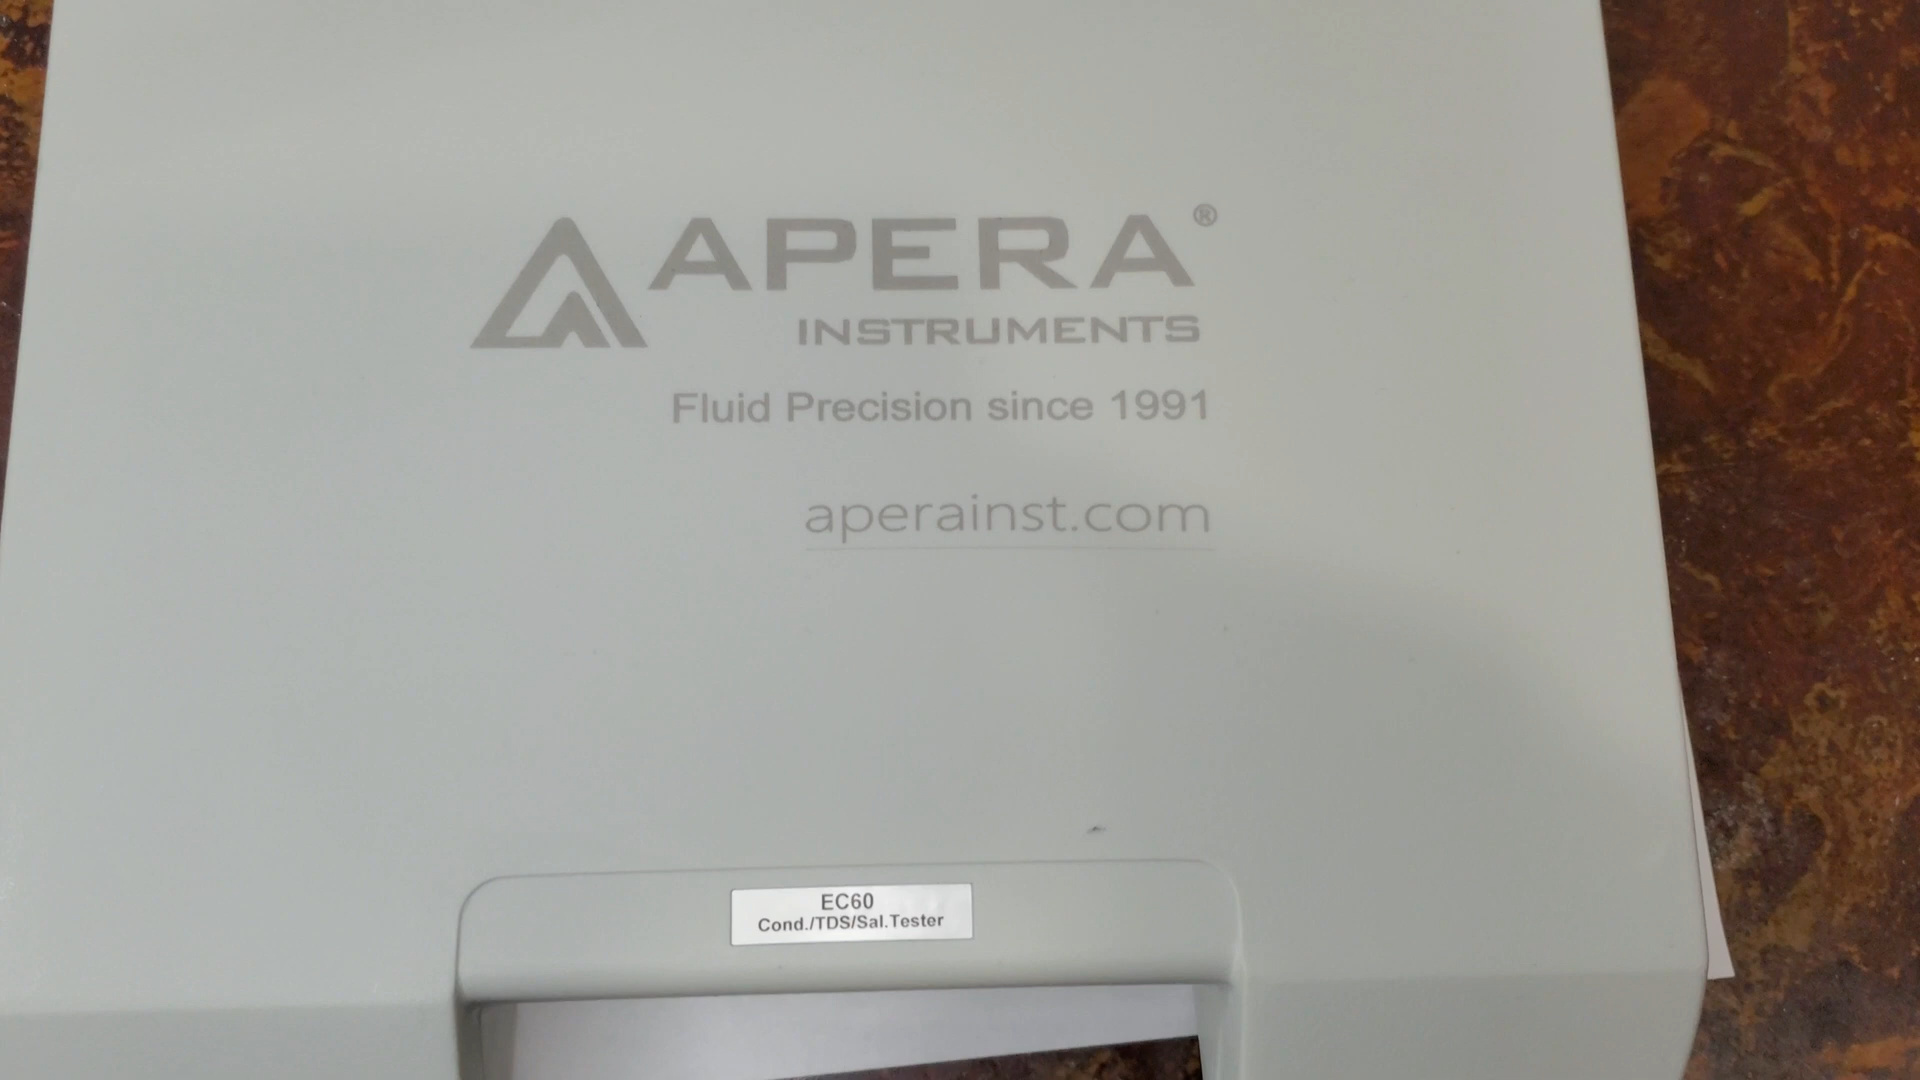 APERA®
INSTRUMENTS
Fluid Precision since 1991
aperainst.com
EC60
Cond./TDS/Sal.Tester